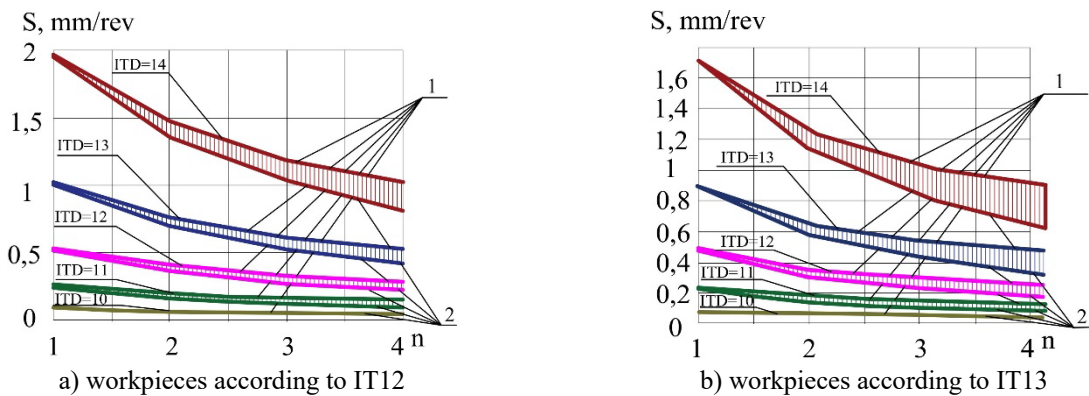 S, mm/rev
2
1,5
1
0,5
0
ITD=14
ITD=13
ITD=12
ITD=11
ITD=10
1
2
1
2
3
4
n
a) workpieces according to IT12
S, mm/rev
1,6
1,4
1,2
1
0,8
0,6
0,4
0,2
0
ITD=14
ITD=13
ITD=12
ITD=11
ITD=10
1
2
1
2
3
4
n
b) workpieces according to IT13